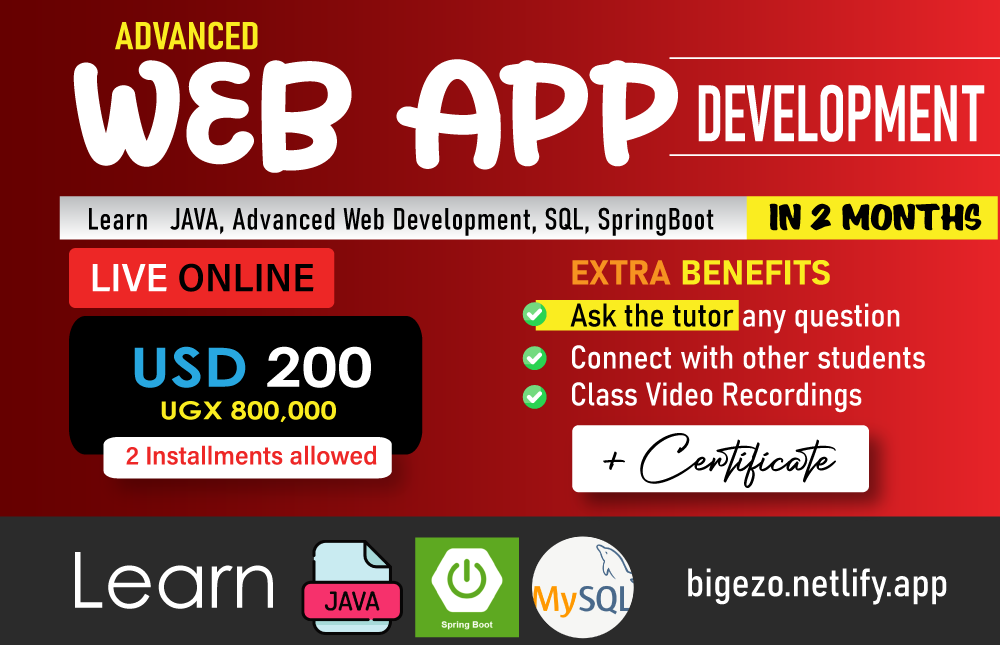 ADVANCED
WEB APP DEVELOPMENT
Learn JAVA, Advanced Web Development, SQL, SpringBoot IN 2 MONTHS
LIVE ONLINE
USD 200
UGX 800,000
2 Installments allowed
EXTRA BENEFITS
Ask the tutor any question
Connect with other students
Class Video Recordings
+ Certificate
Learn
JAVA
Spring Boot
MySQL
bigezo.netlify.app